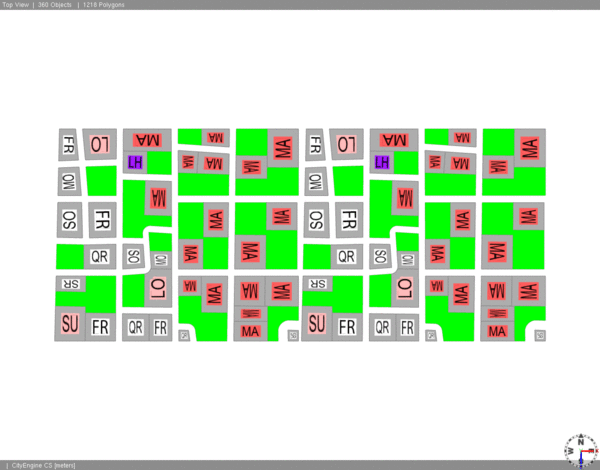 Top View | 360 Objects | 1218 Polygons
FR LO MA MA MA FR LO MA MA MA
LH MA MA MA LH MA MA MA
OW MA OW MA
OS FR MA MA OS FR MA MA
QR SO OW MA MA QR SO OW MA MA
SR LO MA MA MA MA SR LO MA MA MA MA
MA MA
SU FR QR FR MA SU FR QR FR MA
| CityEngine CS [meters]
N
W